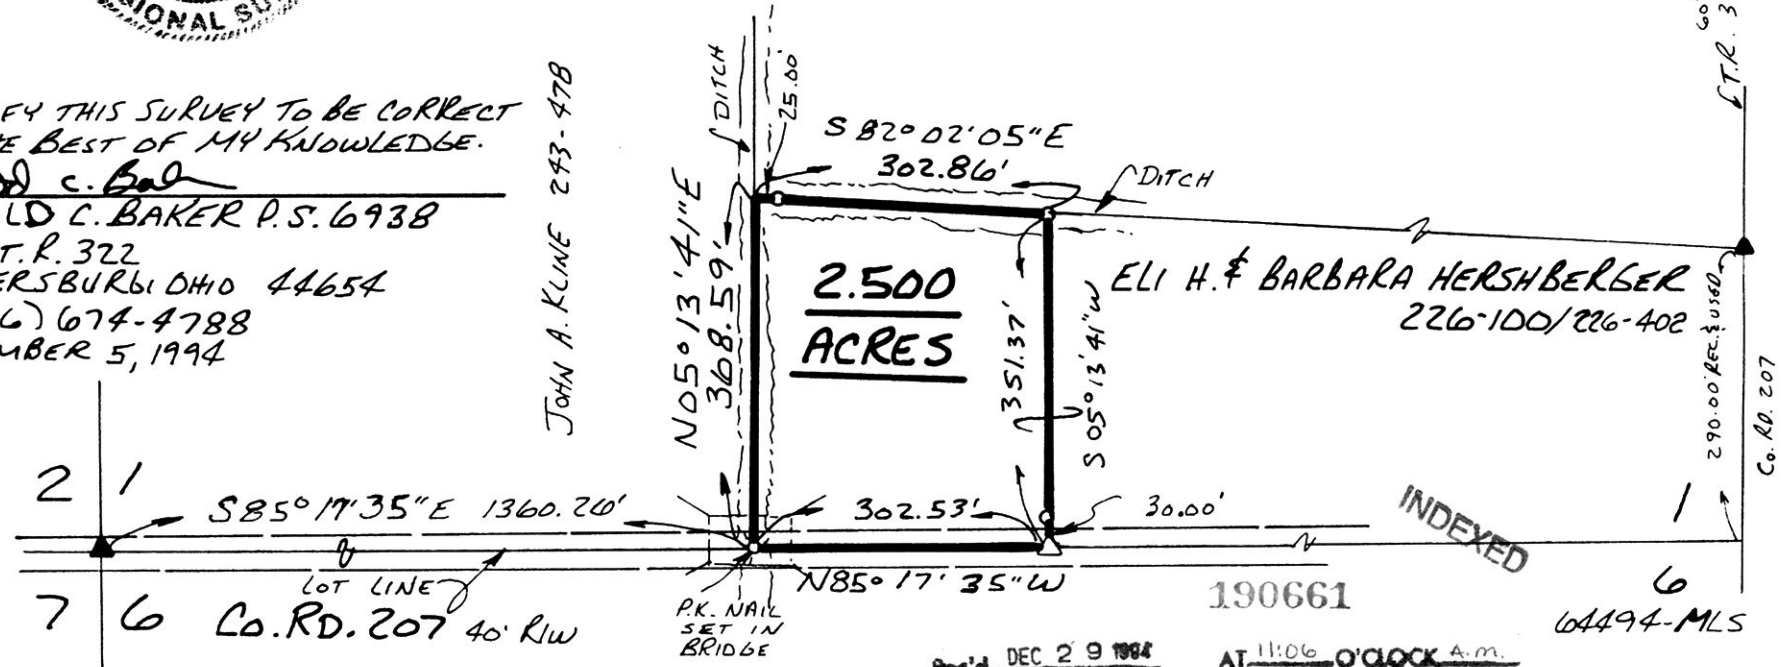 SIONAL SU
FY THIS SURVEY TO BE CORRECT
E BEST OF MY KNOWLEDGE.
C. Bak
LD C. BAKER P.S. 6938
T.R. 322
ERSBURG, OHIO 44654
6) 674-4788
MBER 5, 1994
JOHN A. KLINE 243-478
DITCH
25.00'
S 82° 02' 05" E
302.86'
DITCH
T.R. 3
60'
N 05° 13' 41" E
368.59'
2.500
ACRES
351.37'
S 05° 13' 41" W
ELI H. & BARBARA HERSHBERGER
226-100/226-402
290.00' REC. & USED
CO. RD. 207
2 1
S 85° 17' 35" E 1360.26'
302.53'
30.00'
INDEXED
1
LOT LINE
N 85° 17' 35" W
7 6
CO. RD. 207 40' R/W
P.K. NAIL
SET IN
BRIDGE
190661
6
64494-MLS
Rec'd DEC 29 1994 AT 11:06 O'CLOCK A.M.